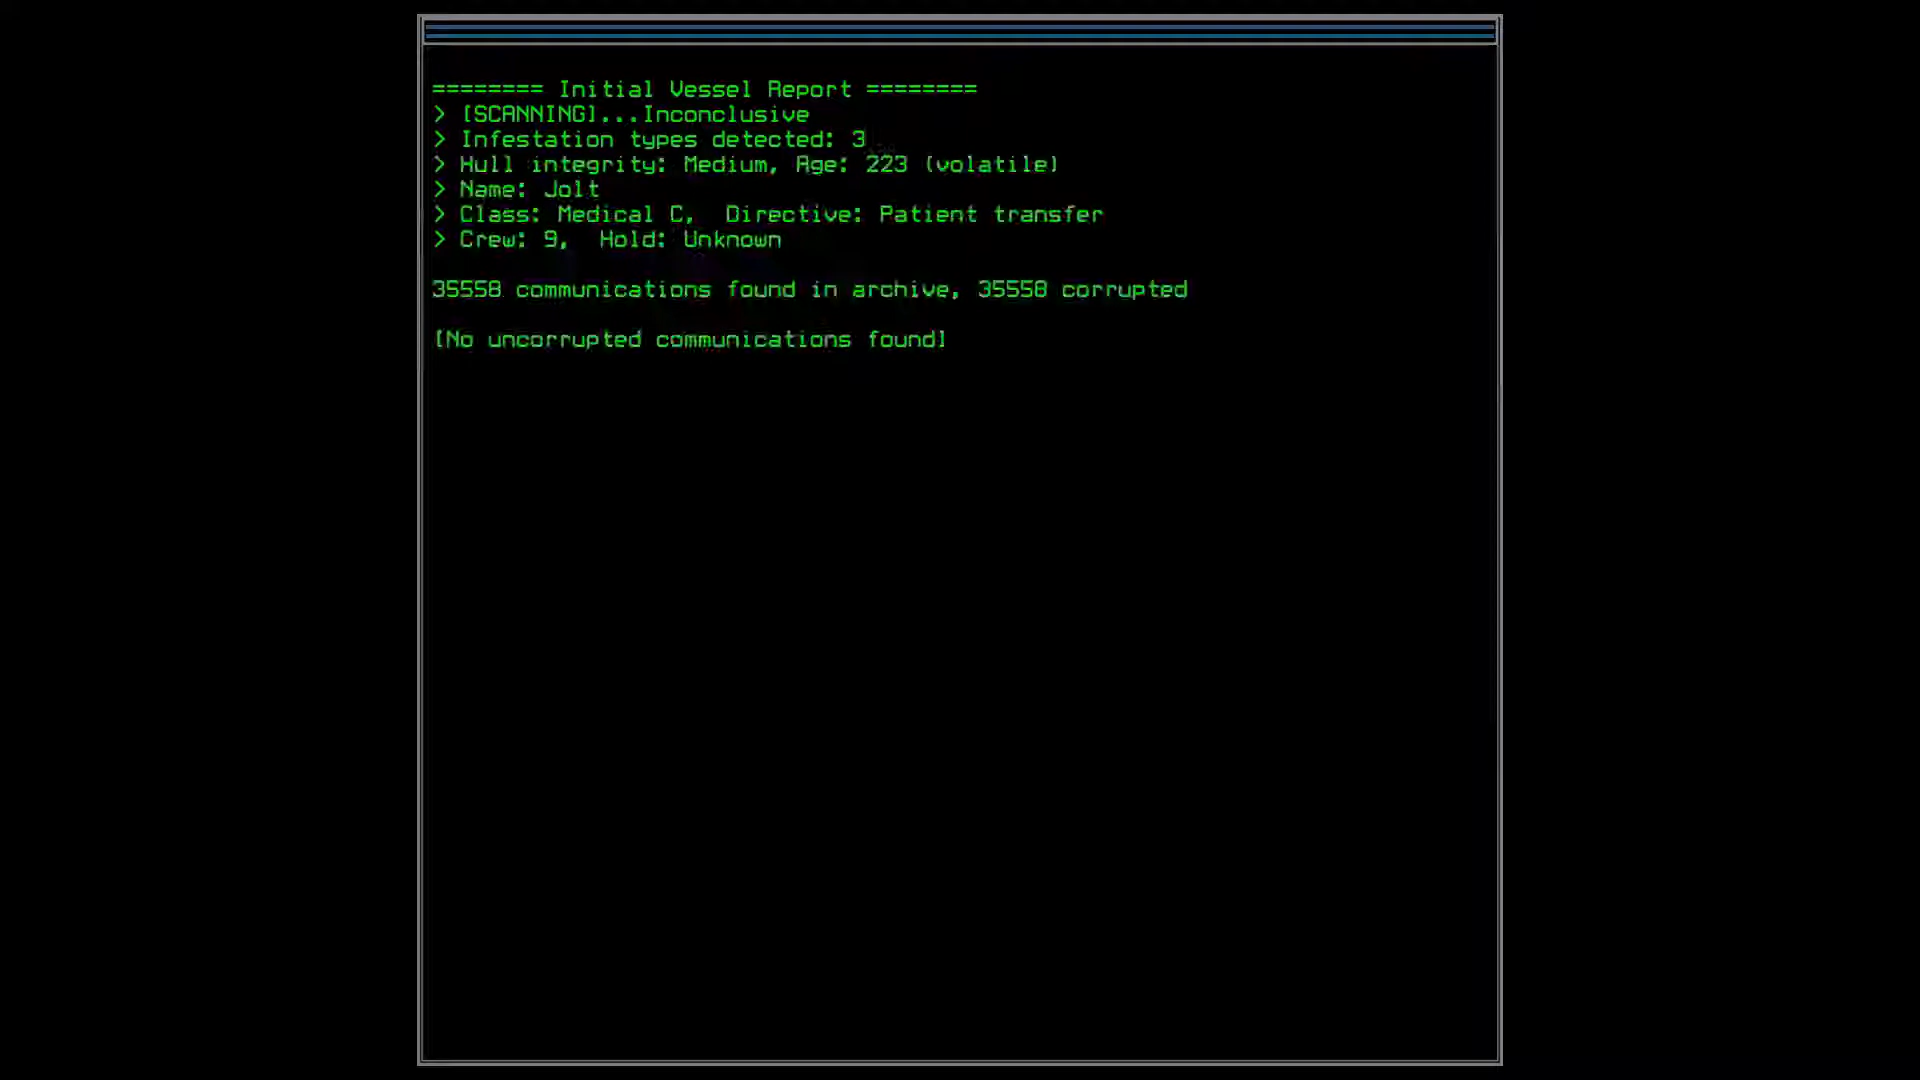 ======== Initial Vessel Report ========
> [SCANNING]...Inconclusive
> Infestation types detected: 3
> Hull integrity: Medium, Age: 223 (volatile)
> Name: Jolt
> Class: Medical C,  Directive: Patient transfer
> Crew: 9,  Hold: Unknown
35558 communications found in archive, 35558 corrupted
[No uncorrupted communications found]